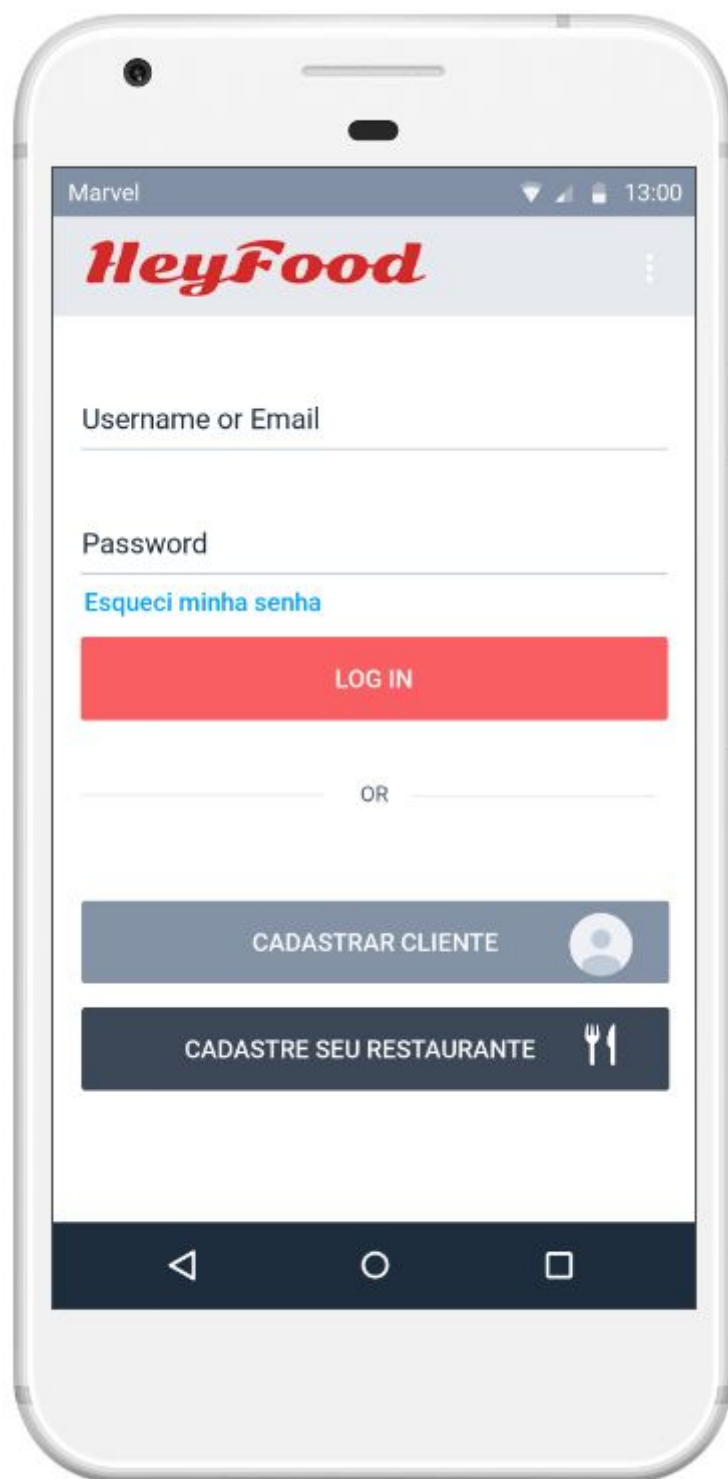 Marvel 13:00
HeyFood
Username or Email
Password
Esqueci minha senha
LOG IN
OR
CADASTRAR CLIENTE
CADASTRE SEU RESTAURANTE